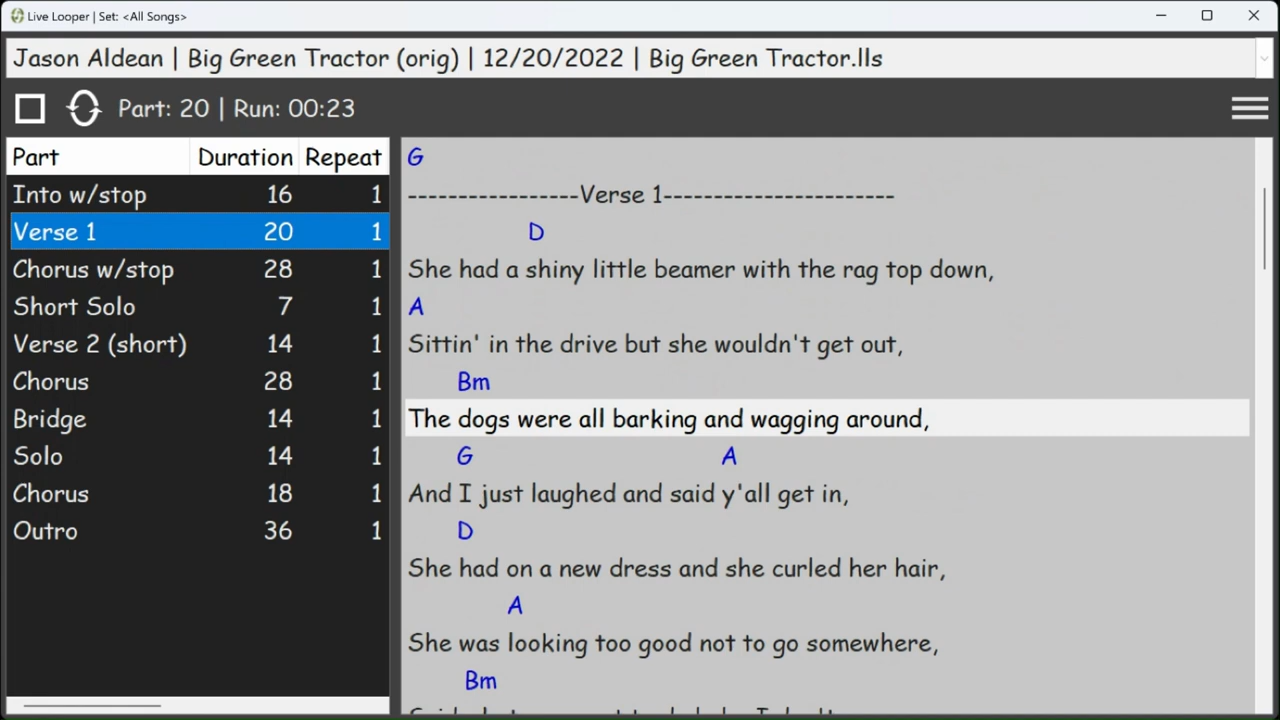 Live Looper | Set: <All Songs>
Jason Aldean | Big Green Tractor (orig) | 12/20/2022 | Big Green Tractor.lls
Part: 20 | Run: 00:23
Part Duration Repeat
Into w/stop 16 1
Verse 1 20 1
Chorus w/stop 28 1
Short Solo 7 1
Verse 2 (short) 14 1
Chorus 28 1
Bridge 14 1
Solo 14 1
Chorus 18 1
Outro 36 1
G
-----------------Verse 1-----------------------
D
She had a shiny little beamer with the rag top down,
A
Sittin' in the drive but she wouldn't get out,
Bm
The dogs were all barking and wagging around,
G A
And I just laughed and said y'all get in,
D
She had on a new dress and she curled her hair,
A
She was looking too good not to go somewhere,
Bm